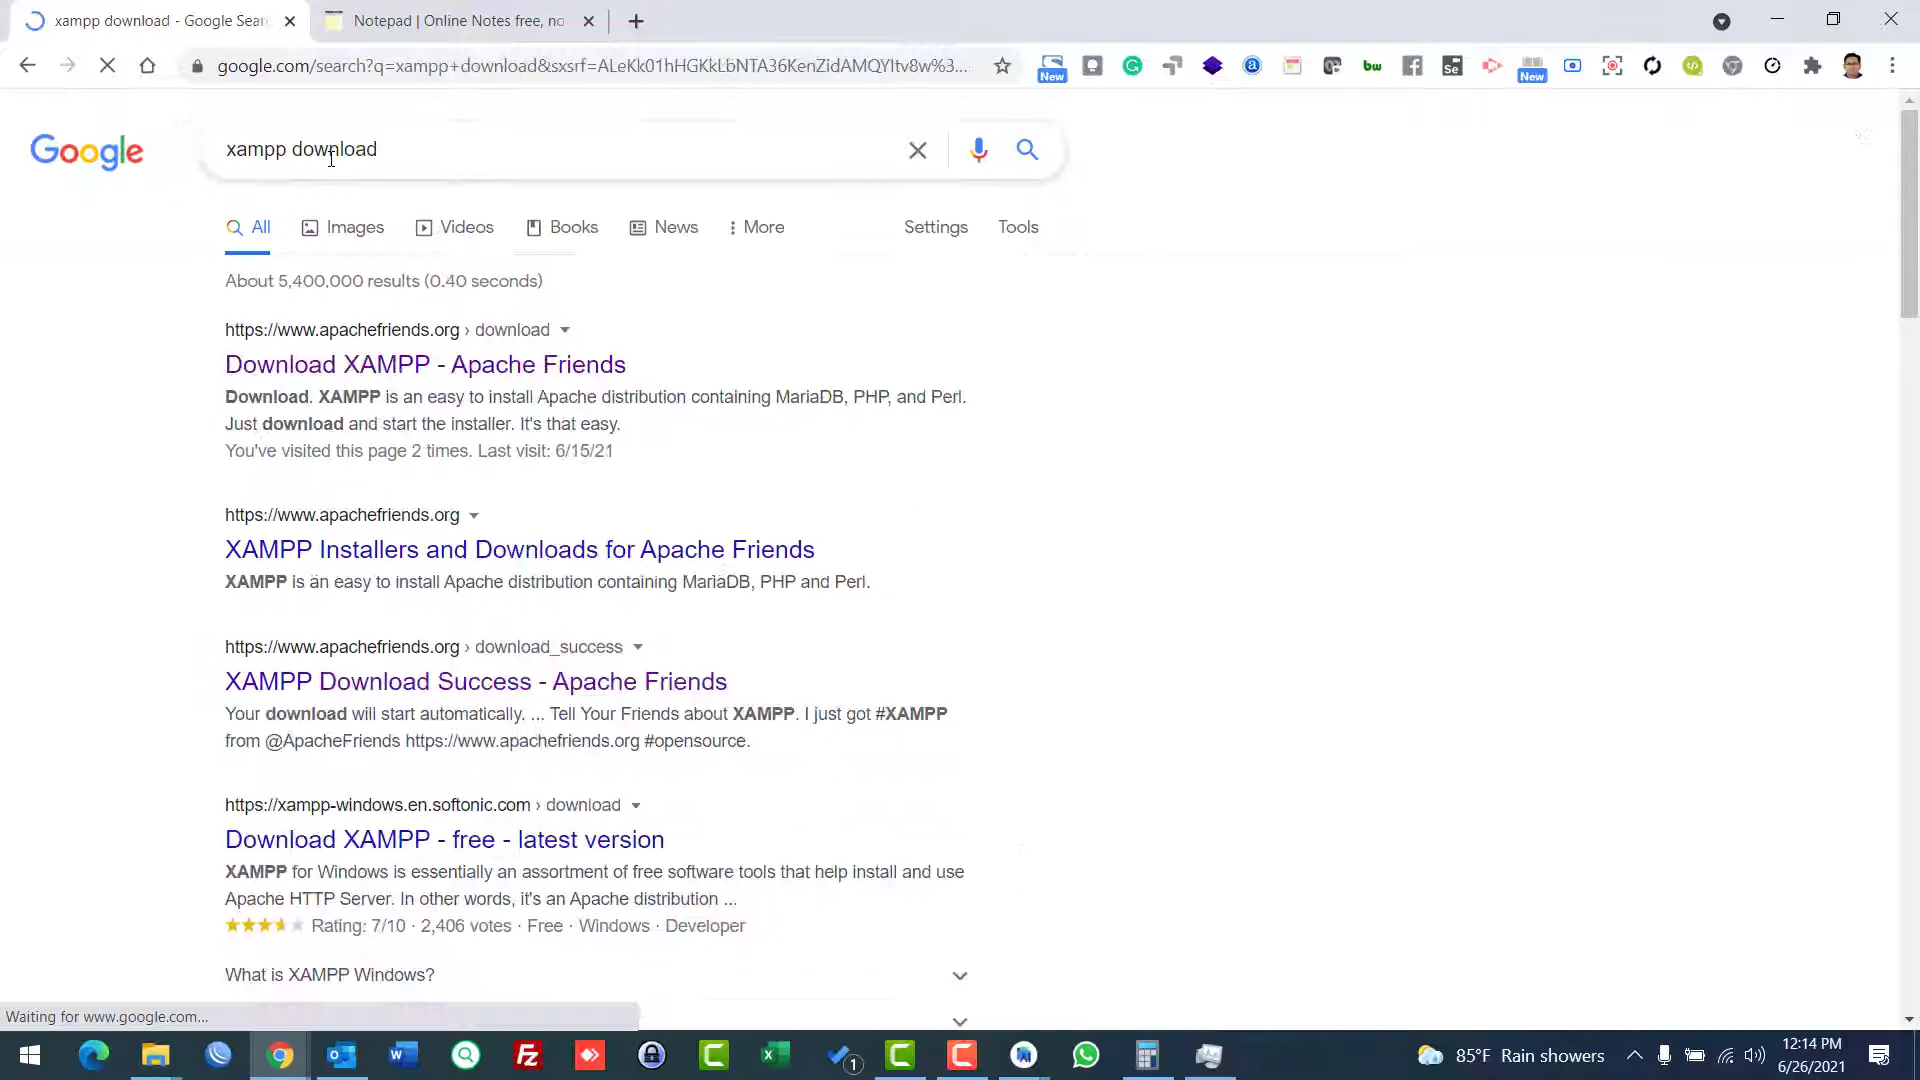 xampp download - Google Sear
Notepad | Online Notes free, no
google.com/search?q=xampp+download&sxsrf=ALeKk01hHGKkLbNTA36KenZidAMQYItv8w%3...
New
Se
bw
New
Google
xampp download
All
Images
Videos
Books
News
More
Settings
Tools
About 5,400,000 results (0.40 seconds)
https://www.apachefriends.org › download
Download XAMPP - Apache Friends
Download. XAMPP is an easy to install Apache distribution containing MariaDB, PHP, and Perl.
Just download and start the installer. It's that easy.
You've visited this page 2 times. Last visit: 6/15/21
https://www.apachefriends.org
XAMPP Installers and Downloads for Apache Friends
XAMPP is an easy to install Apache distribution containing MariaDB, PHP and Perl.
https://www.apachefriends.org › download_success
XAMPP Download Success - Apache Friends
Your download will start automatically. ... Tell Your Friends about XAMPP. I just got #XAMPP
from @ApacheFriends https://www.apachefriends.org #opensource.
https://xampp-windows.en.softonic.com › download
Download XAMPP - free - latest version
XAMPP for Windows is essentially an assortment of free software tools that help install and use
Apache HTTP Server. In other words, it's an Apache distribution ...
Rating: 7/10 · 2,406 votes · Free · Windows · Developer
What is XAMPP Windows?
Waiting for www.google.com...
1
85°F Rain showers
12:14 PM
6/26/2021